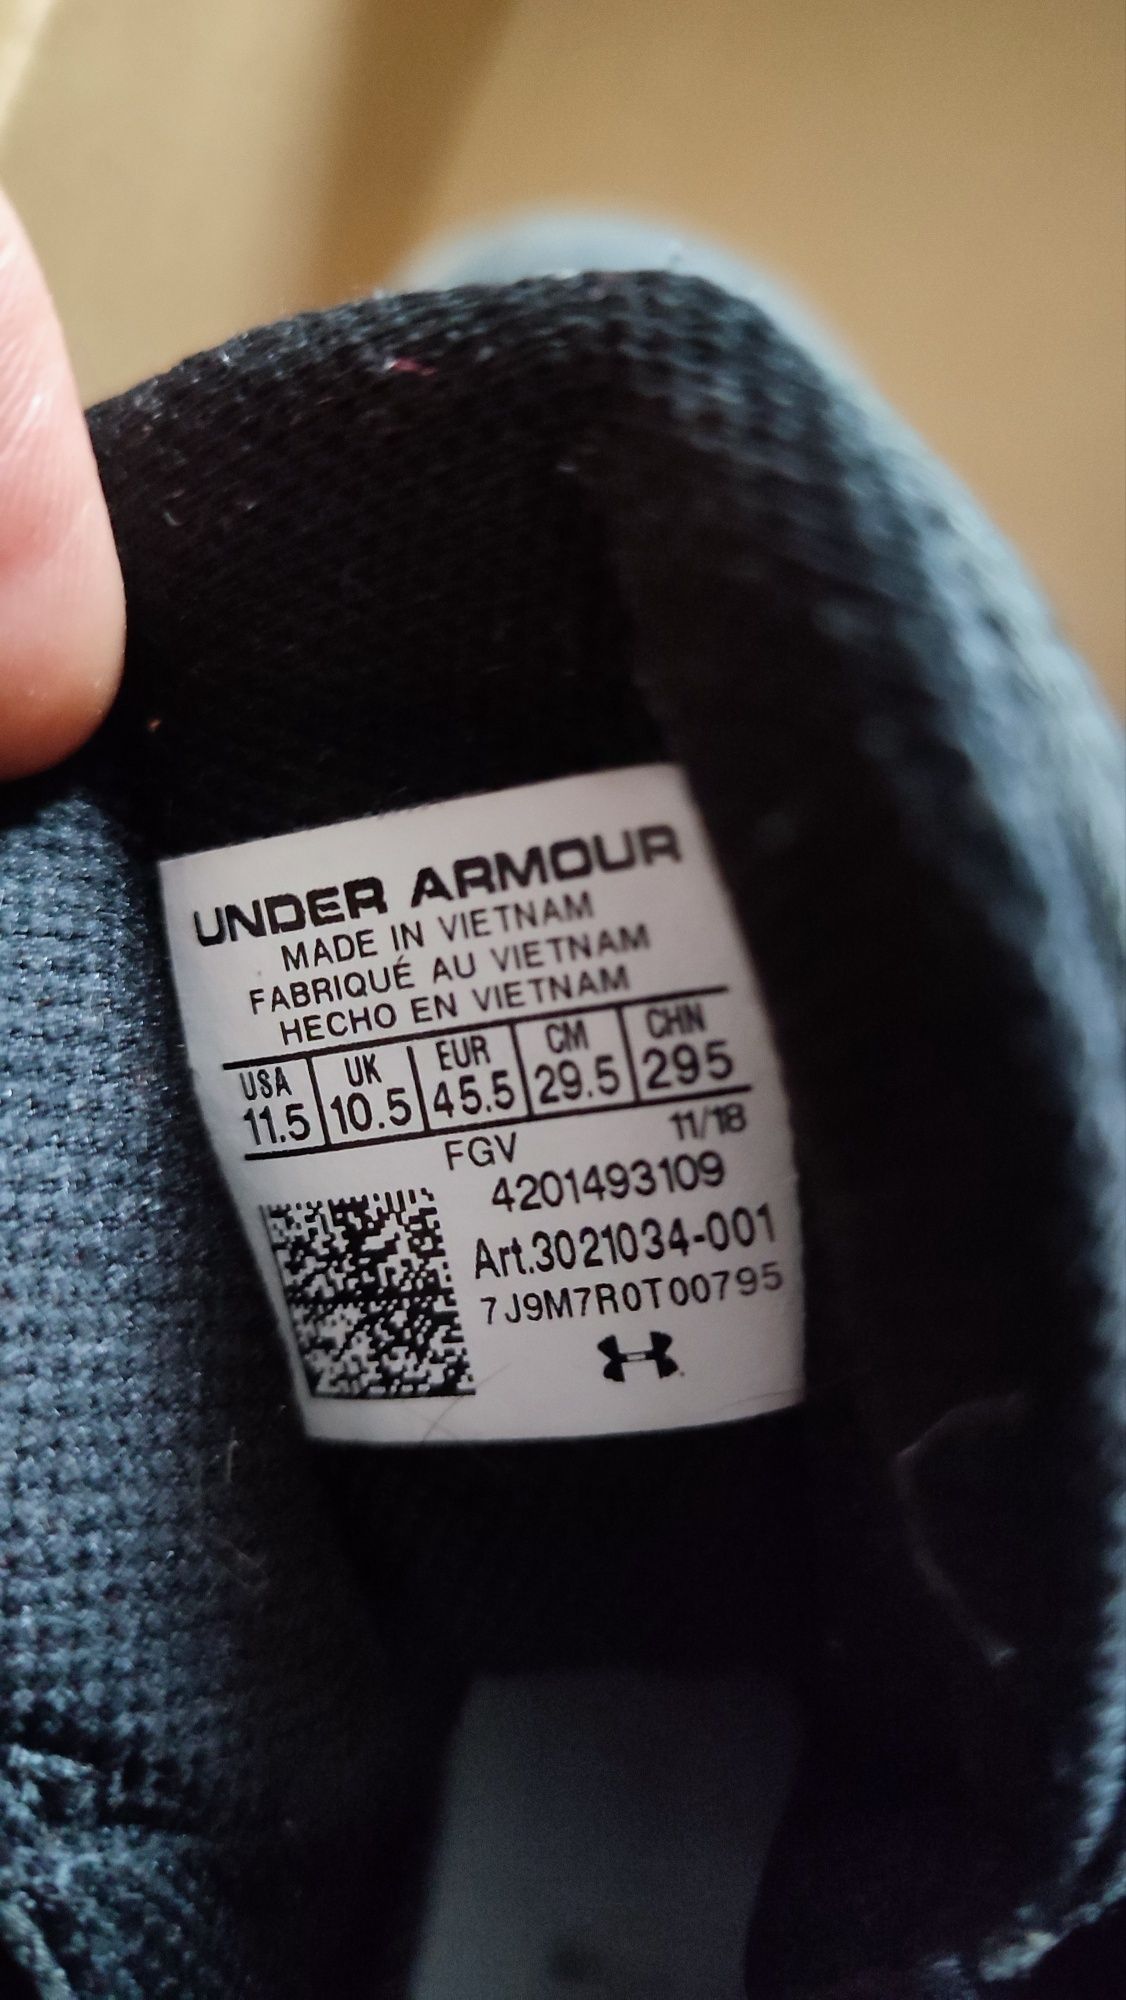 UNDER ARMOUR
MADE IN VIETNAM
FABRIQUÉ AU VIETNAM
HECHO EN VIETNAM
USA UK EUR CM CHN
11.5 10.5 45.5 29.5 295
FGV 11/18
4201493109
Art.3021034-001
7J9M7R0T00795